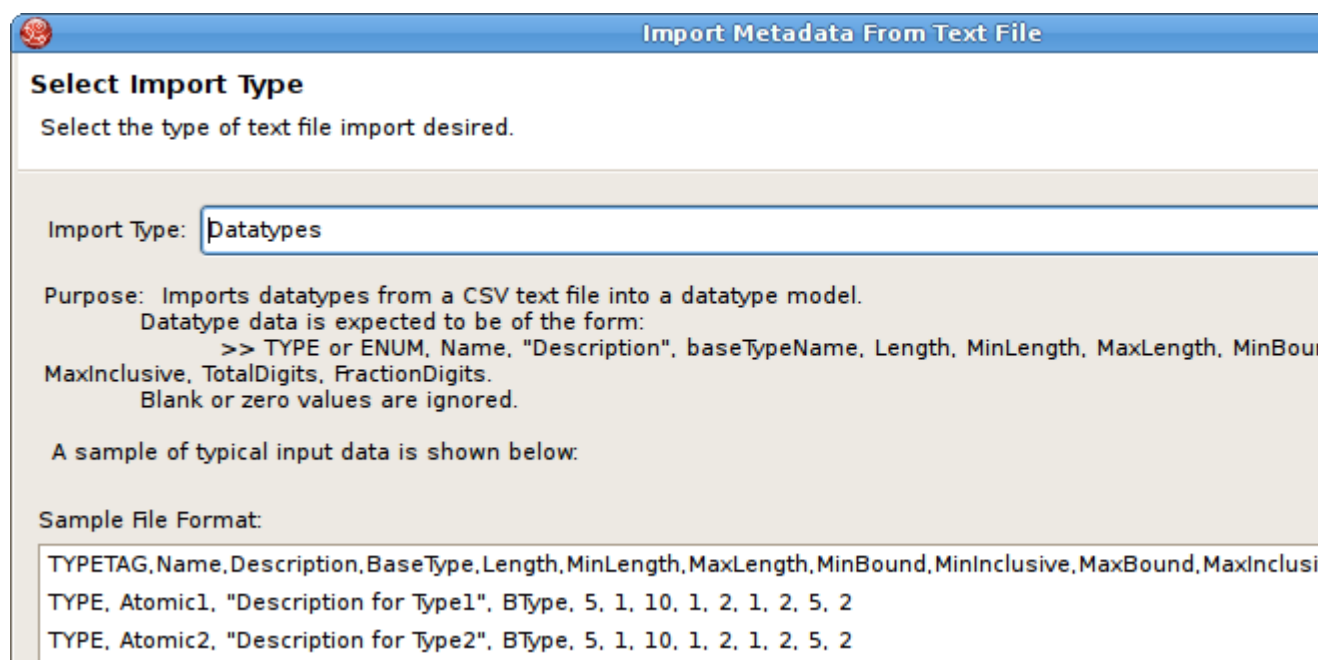 Import Metadata From Text File
Select Import Type
Select the type of text file import desired.
Import Type: Datatypes
Purpose: Imports datatypes from a CSV text file into a datatype model.
Datatype data is expected to be of the form:
>> TYPE or ENUM, Name, "Description", baseTypeName, Length, MinLength, MaxLength, MinBour
MaxInclusive, TotalDigits, FractionDigits.
Blank or zero values are ignored.
A sample of typical input data is shown below:
Sample File Format:
TYPETAG,Name,Description,BaseType,Length,MinLength,MaxLength,MinBound,MinInclusive,MaxBound,MaxInclusi
TYPE, Atomic1, "Description for Type1", BType, 5, 1, 10, 1, 2, 1, 2, 5, 2
TYPE, Atomic2, "Description for Type2", BType, 5, 1, 10, 1, 2, 1, 2, 5, 2